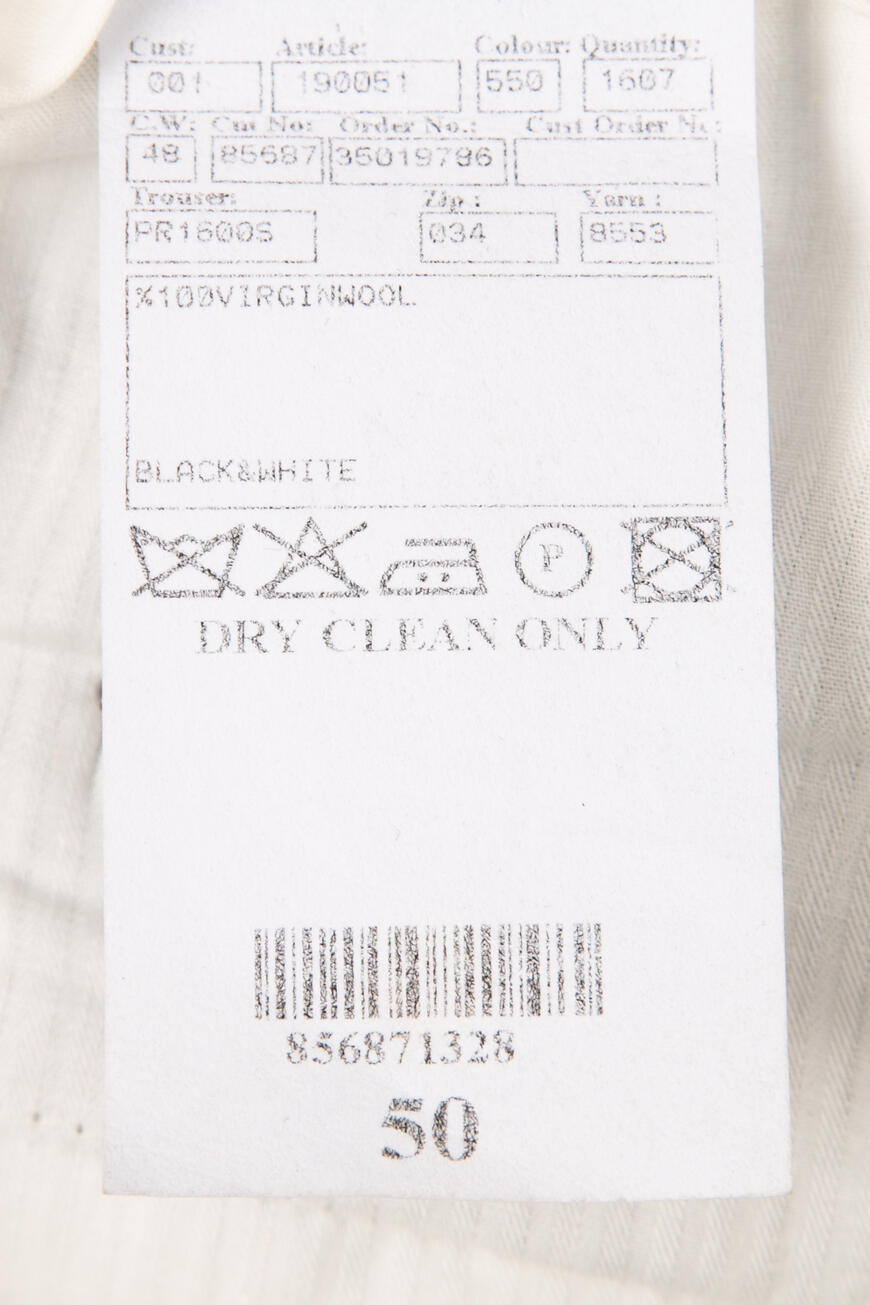 Cust: Article: Colour: Quantity:
001 190051 550 1607
C.W: Cut No: Order No.: Cust Order No:
48 85687 35019786
Trouser: Zip : Yarn :
PR1600S 034 8553
%100VIRGINWOOL.
BLACK&WHITE
P
DRY CLEAN ONLY
856871328
50